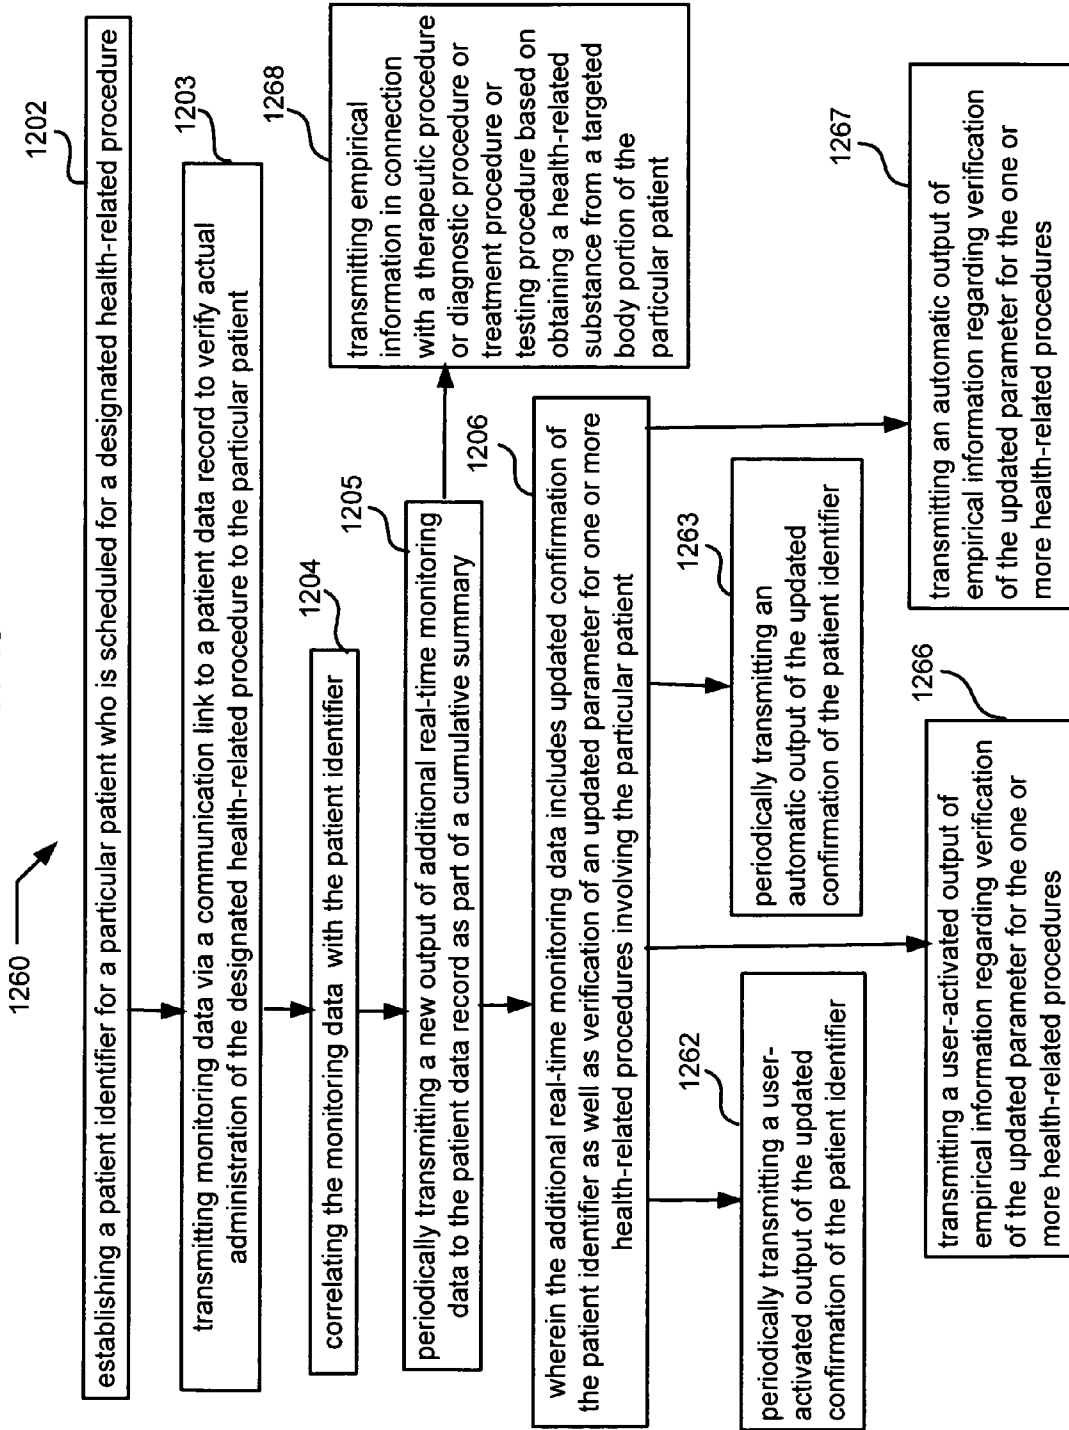 1260
1202
establishing a patient identifier for a particular patient who is scheduled for a designated health-related procedure
1203
transmitting monitoring data via a communication link to a patient data record to verify actual
administration of the designated health-related procedure to the particular patient
1204
correlating the monitoring data with the patient identifier
1205
periodically transmitting a new output of additional real-time monitoring
data to the patient data record as part of a cumulative summary
1268
transmitting empirical
information in connection
with a therapeutic procedure
or diagnostic procedure or
treatment procedure or
testing procedure based on
obtaining a health-related
substance from a targeted
body portion of the
particular patient
1206
wherein the additional real-time monitoring data includes updated confirmation of
the patient identifier as well as verification of an updated parameter for one or more
health-related procedures involving the particular patient
1262
periodically transmitting a user-
activated output of the updated
confirmation of the patient identifier
1263
periodically transmitting an
automatic output of the updated
confirmation of the patient identifier
1266
transmitting a user-activated output of
empirical information regarding verification
of the updated parameter for the one or
more health-related procedures
1267
transmitting an automatic output of
empirical information regarding verification
of the updated parameter for the one or
more health-related procedures